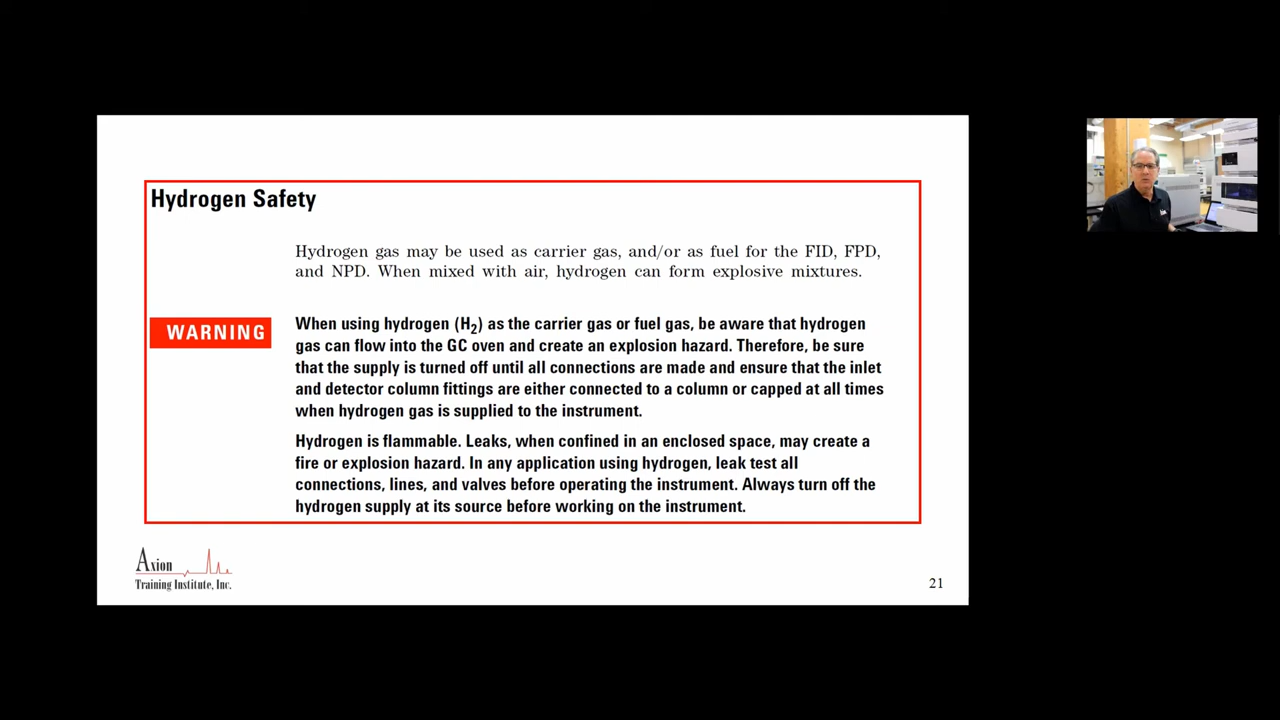 Hydrogen Safety
Hydrogen gas may be used as carrier gas, and/or as fuel for the FID, FPD,
and NPD. When mixed with air, hydrogen can form explosive mixtures.
WARNING
When using hydrogen (H2) as the carrier gas or fuel gas, be aware that hydrogen
gas can flow into the GC oven and create an explosion hazard. Therefore, be sure
that the supply is turned off until all connections are made and ensure that the inlet
and detector column fittings are either connected to a column or capped at all times
when hydrogen gas is supplied to the instrument.
Hydrogen is flammable. Leaks, when confined in an enclosed space, may create a
fire or explosion hazard. In any application using hydrogen, leak test all
connections, lines, and valves before operating the instrument. Always turn off the
hydrogen supply at its source before working on the instrument.
Axion
Training Institute, Inc.
21